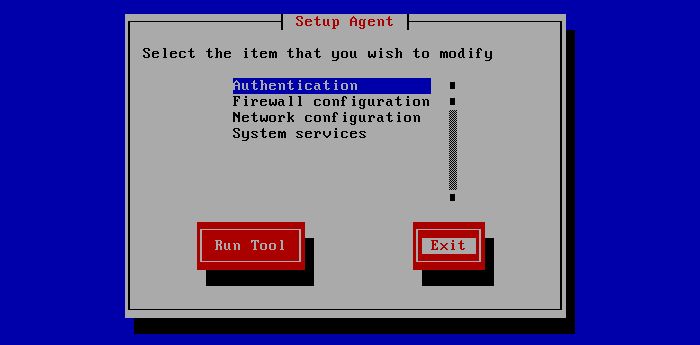 Setup Agent
Select the item that you wish to modify
Authentication
Firewall configuration
Network configuration
System services
Run Tool
Exit